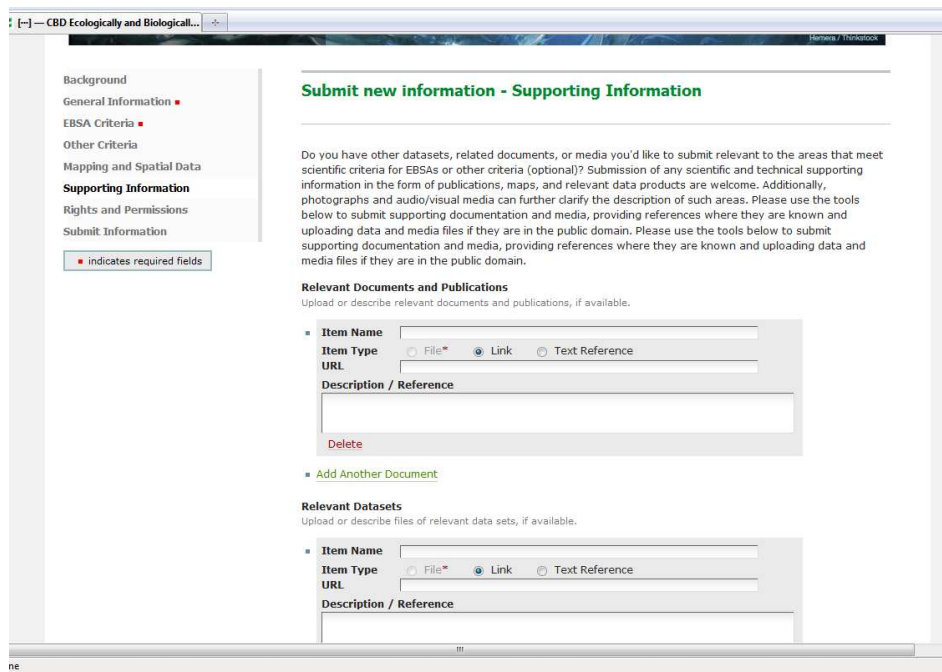 [...] — CBD Ecologically and Biologicall...
Hemera / Thinkstock
Background
General Information
EBSA Criteria
Other Criteria
Mapping and Spatial Data
Supporting Information
Rights and Permissions
Submit Information
indicates required fields
Submit new information - Supporting Information
Do you have other datasets, related documents, or media you'd like to submit relevant to the areas that meet
scientific criteria for EBSAs or other criteria (optional)? Submission of any scientific and technical supporting
information in the form of publications, maps, and relevant data products are welcome. Additionally,
photographs and audio/visual media can further clarify the description of such areas. Please use the tools
below to submit supporting documentation and media, providing references where they are known and
uploading data and media files if they are in the public domain. Please use the tools below to submit
supporting documentation and media, providing references where they are known and uploading data and
media files if they are in the public domain.
Relevant Documents and Publications
Upload or describe relevant documents and publications, if available.
Item Name
Item Type File* Link Text Reference
URL
Description / Reference
Delete
Add Another Document
Relevant Datasets
Upload or describe files of relevant data sets, if available.
Item Name
Item Type File* Link Text Reference
URL
Description / Reference
ne